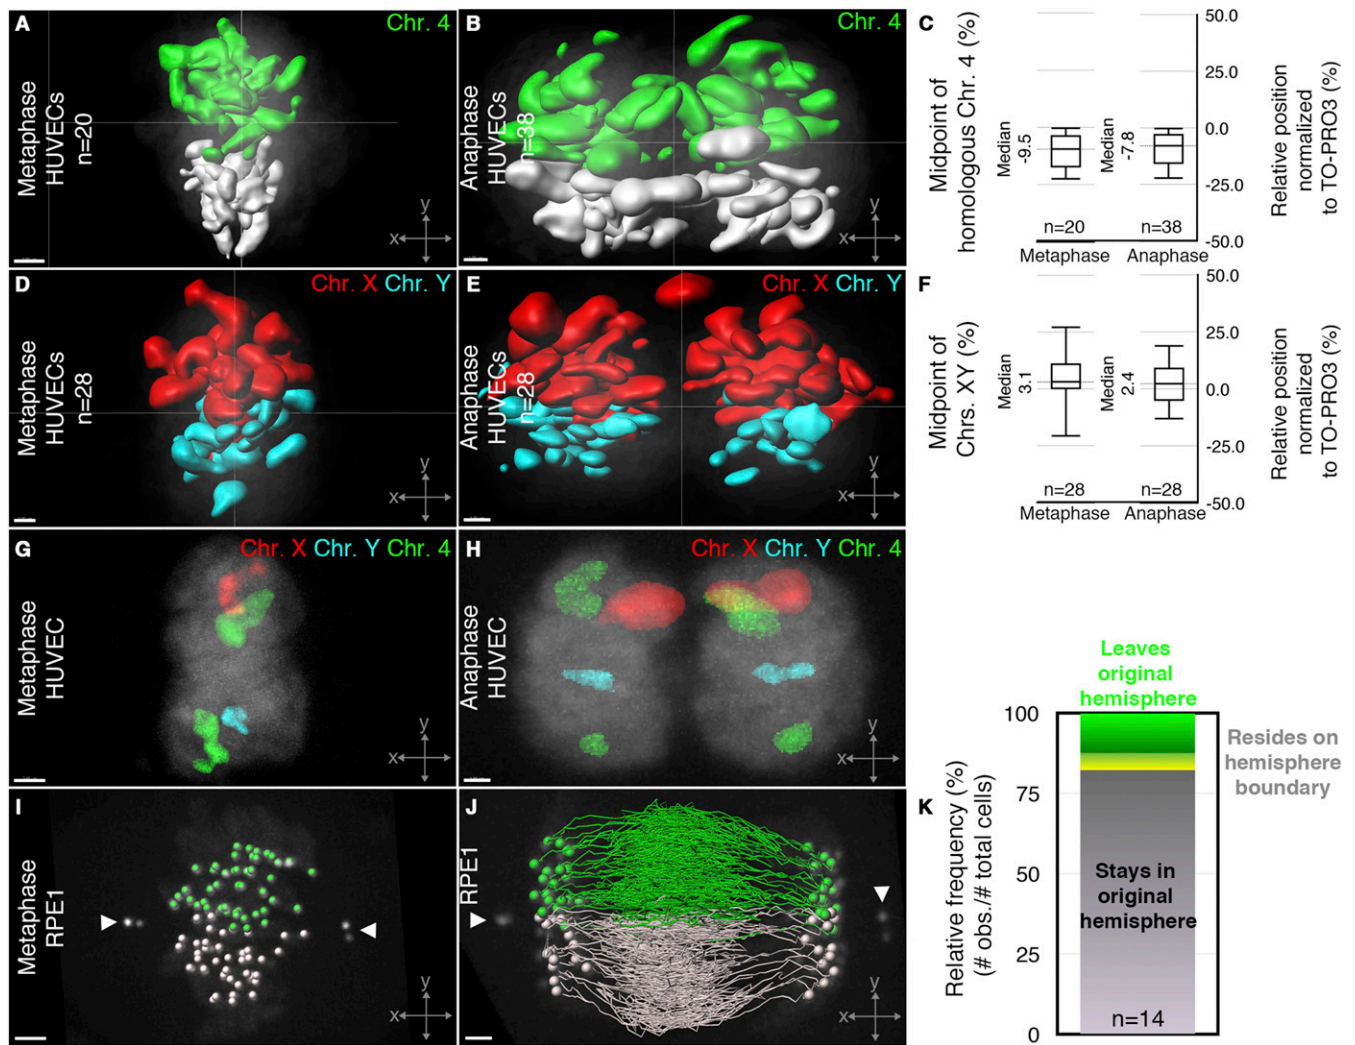 A
Chr. 4
Metaphase
HUVECs
n=20
y
x
B
Chr. 4
Anaphase
HUVECs
n=38
y
x
C
Midpoint of
homologous Chr. 4 (%)
Median
-9.5
Median
-7.8
n=20
n=38
Metaphase
Anaphase
50.0
25.0
0.0
-25.0
-50.0
Relative position
normalized
to TO-PRO3 (%)
D
Chr. X Chr. Y
Metaphase
HUVECs
n=28
y
x
E
Chr. X Chr. Y
Anaphase
HUVECs
n=28
y
x
F
Midpoint of
Chrs. XY (%)
Median
3.1
Median
2.4
n=28
n=28
Metaphase
Anaphase
50.0
25.0
0.0
-25.0
-50.0
Relative position
normalized
to TO-PRO3 (%)
G
Chr. X Chr. Y Chr. 4
Metaphase
HUVEC
y
x
H
Chr. X Chr. Y Chr. 4
Anaphase
HUVEC
y
x
I
Metaphase
RPE1
y
x
J
RPE1
y
x
K
Leaves
original
hemisphere
Resides on
hemisphere
boundary
Stays in
original
hemisphere
n=14
100
75
50
25
0
Relative frequency (%)
(# obs./# total cells)